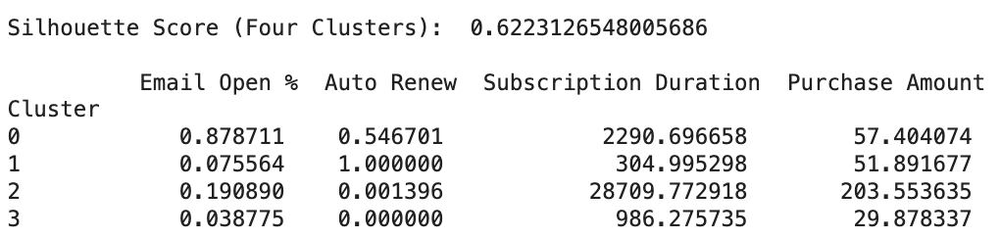 Silhouette Score (Four Clusters):  0.6223126548005686
Email Open %  Auto Renew  Subscription Duration  Purchase Amount
Cluster
0  0.878711  0.546701  2290.696658  57.404074
1  0.075564  1.000000  304.995298  51.891677
2  0.190890  0.001396  28709.772918  203.553635
3  0.038775  0.000000  986.275735  29.878337